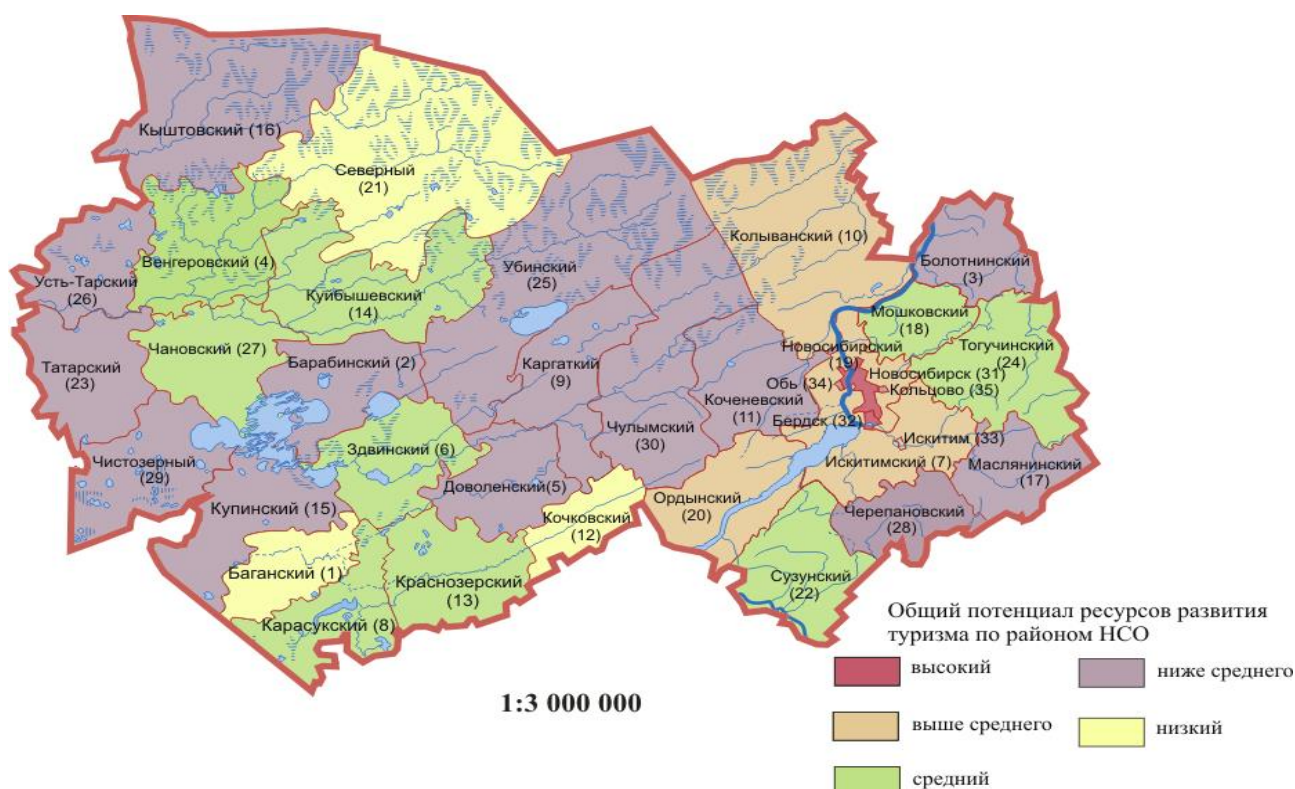 Кыштовский (16)
Северный
(21)
Венгеровский (4)
Усть-Тарский
(26)
Куибышевский
(14)
Убинский
(25)
Колыванский (10)
Болотнинский
(3)
Мошковский
(18)
Тогучинский
(24)
Чановский (27)
Татарский
(23)
Барабинский (2)
Каргаткий
(9)
Новосибирский
(19)
Новосибирск (31)
Обь (34)
Кольцово (35)
Коченевский
(11)
Бердск (32)
Чулымский
(30)
Искитим (33)
Здвинский (6)
Искитимский (7)
Маслянинский
(17)
Чистозерный
(29)
Доволенский(5)
Ордынский
(20)
Купинский (15)
Черепановский
(28)
Кочковский
(12)
Баганский (1)
Краснозерский
(13)
Сузунский
(22)
Карасукский (8)
1:3 000 000
Общий потенциал ресурсов развития
туризма по районом НСО
высокий
выше среднего
средний
ниже среднего
низкий